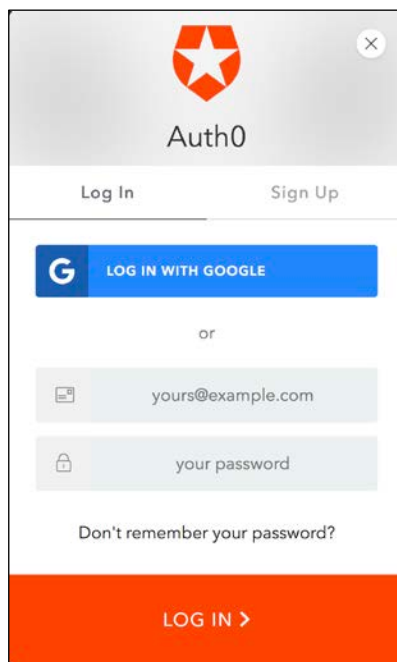 Auth0
Log In Sign Up
G LOG IN WITH GOOGLE
or
yours@example.com
your password
Don't remember your password?
LOG IN >